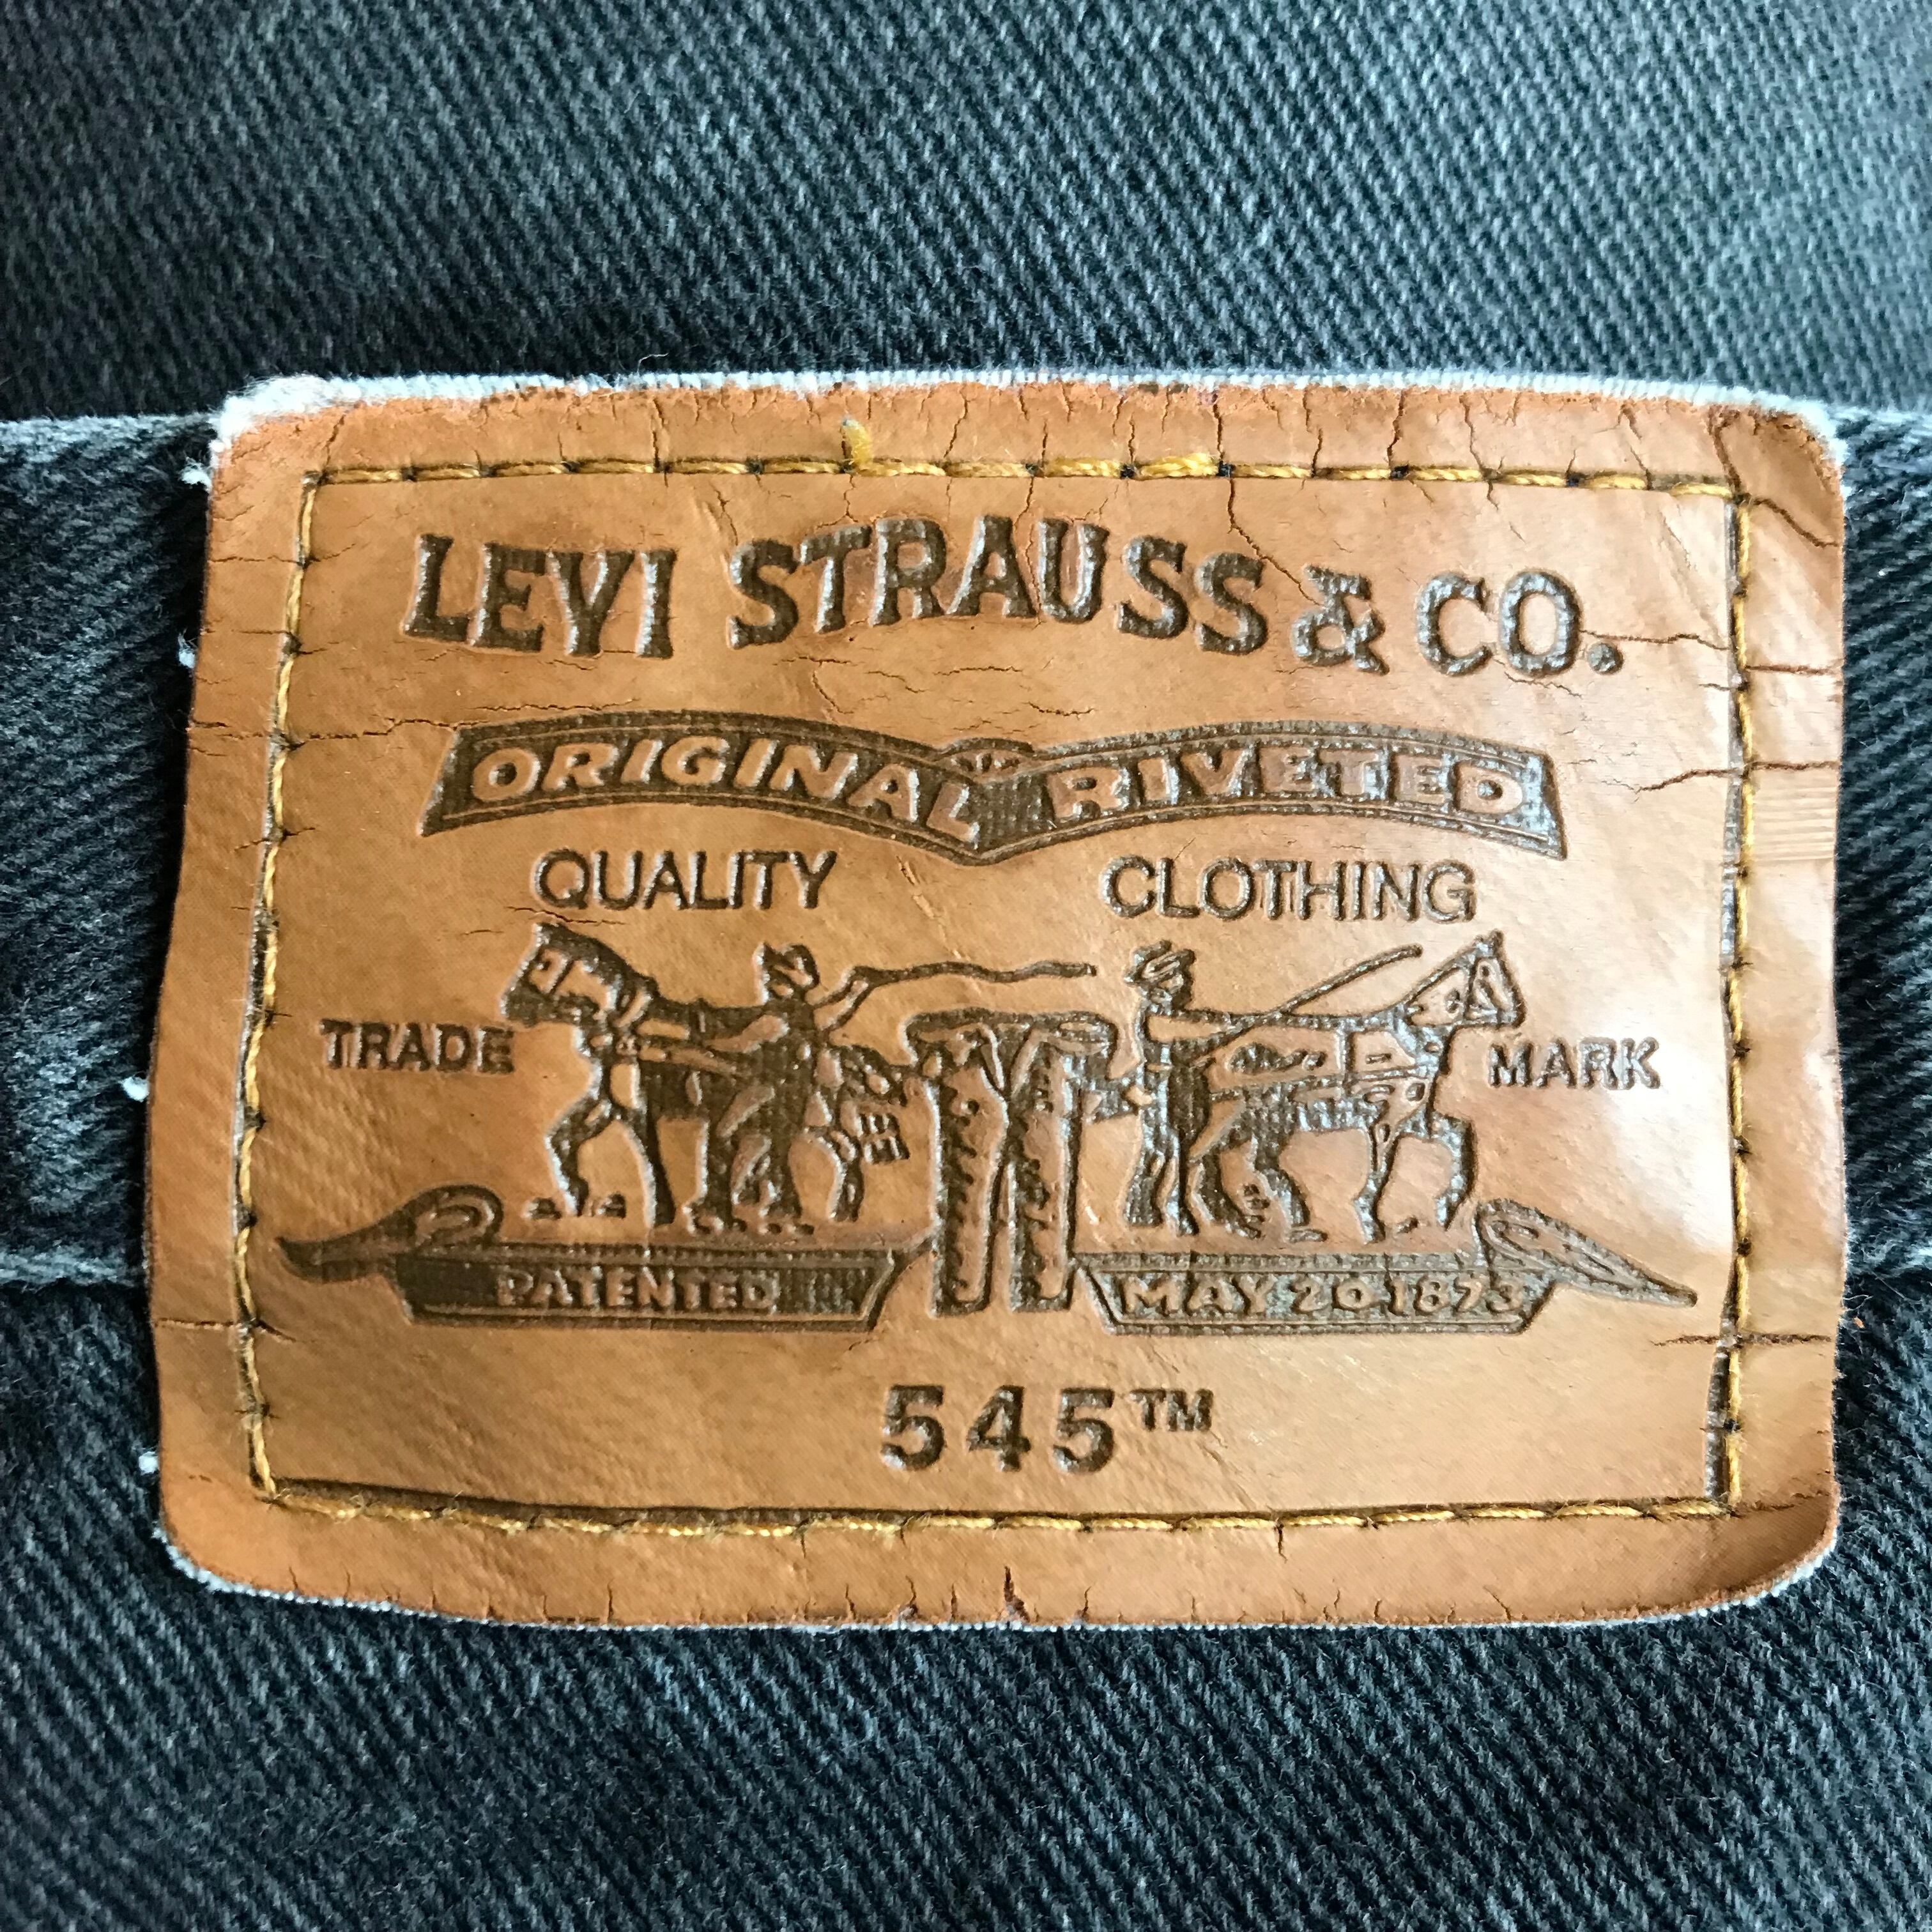 LEVI STRAUSS & CO.
ORIGINAL RIVETED
QUALITY CLOTHING
TRADE MARK
PATENTED MAY 20 1873
545™